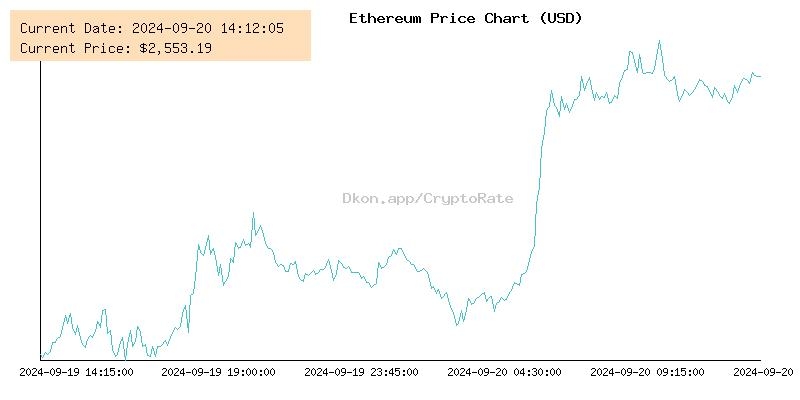 Ethereum Price Chart (USD)
Current Date: 2024-09-20 14:12:05
Current Price: $2,553.19
Dkon.app/CryptoRate
2024-09-19 14:15:00
2024-09-19 19:00:00
2024-09-19 23:45:00
2024-09-20 04:30:00
2024-09-20 09:15:00
2024-09-20